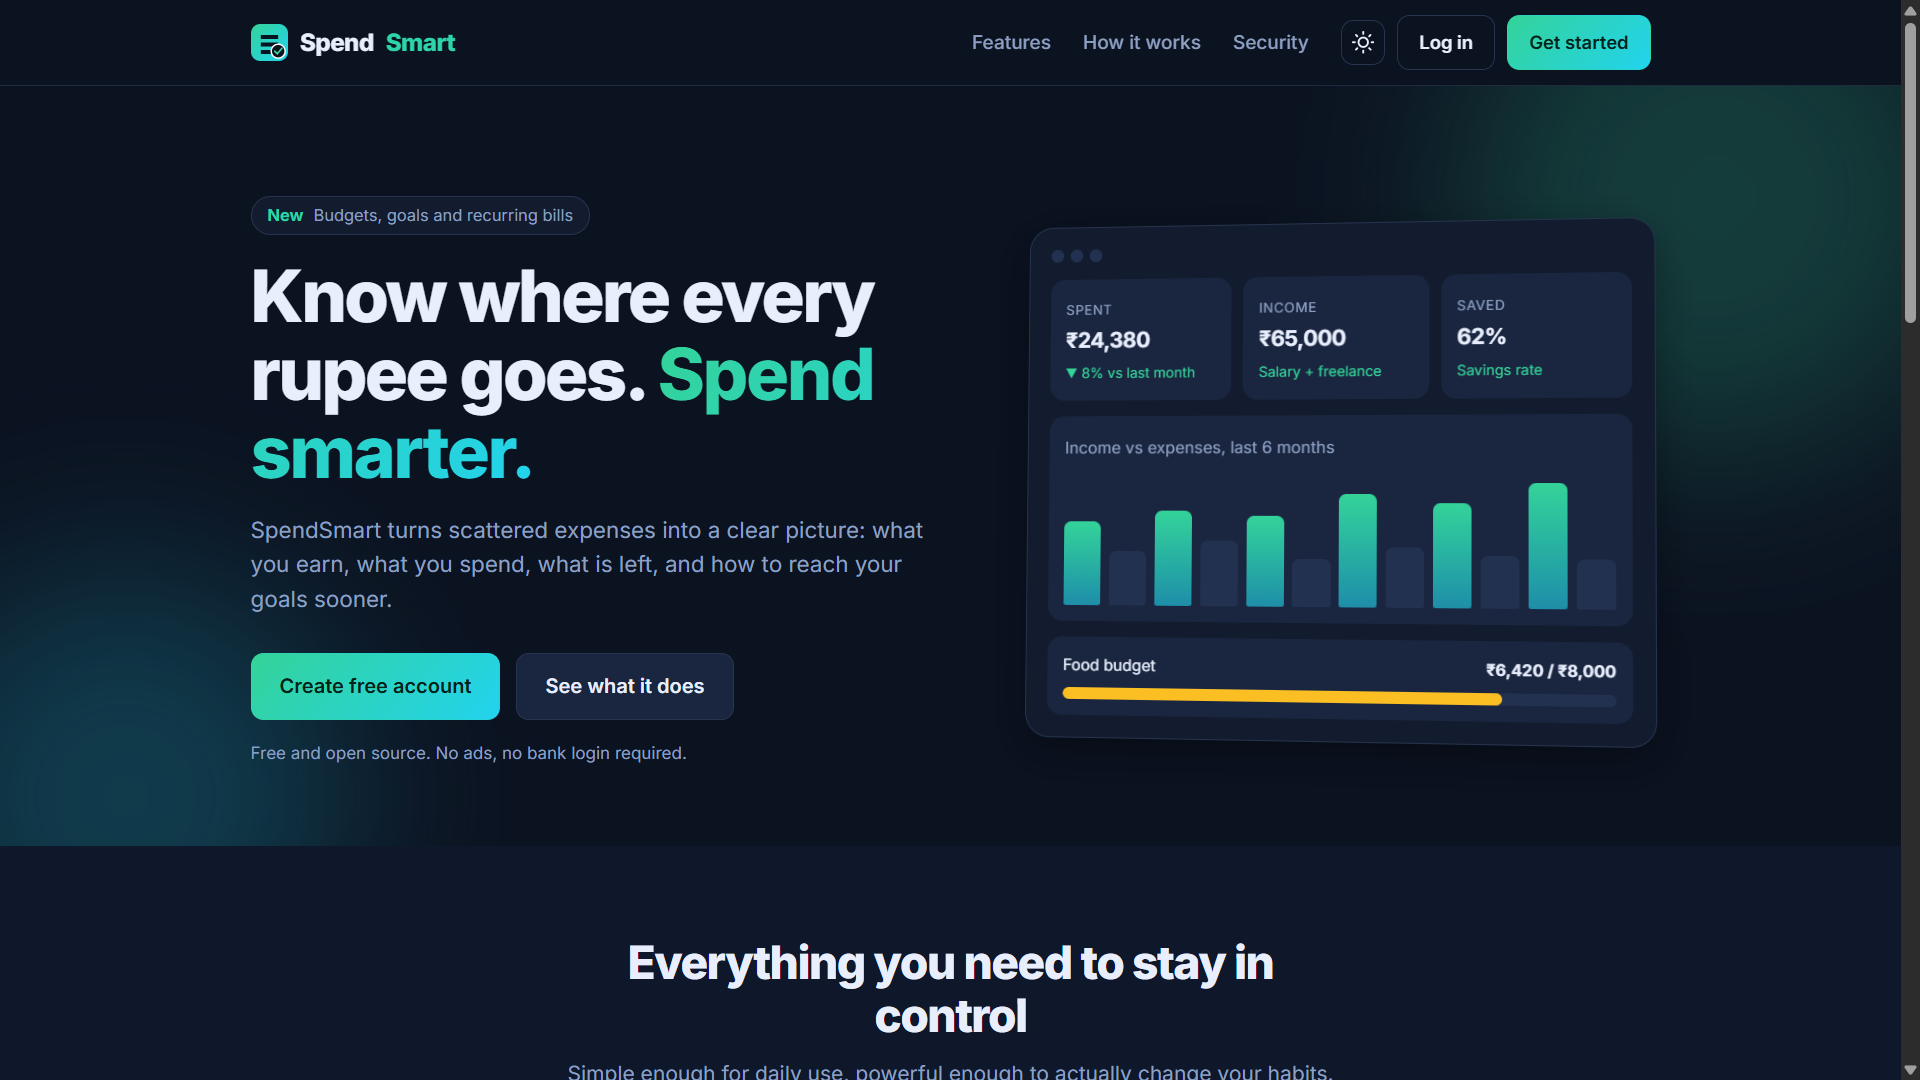 Spend Smart
Features
How it works
Security
Log in
Get started
New Budgets, goals and recurring bills
Know where every
rupee goes. Spend
smarter.
SpendSmart turns scattered expenses into a clear picture: what
you earn, what you spend, what is left, and how to reach your
goals sooner.
Create free account
See what it does
Free and open source. No ads, no bank login required.
SPENT
₹24,380
▼ 8% vs last month
INCOME
₹65,000
Salary + freelance
SAVED
62%
Savings rate
Income vs expenses, last 6 months
Food budget
₹6,420 / ₹8,000
Everything you need to stay in
control
Simple enough for daily use, powerful enough to actually change your habits.